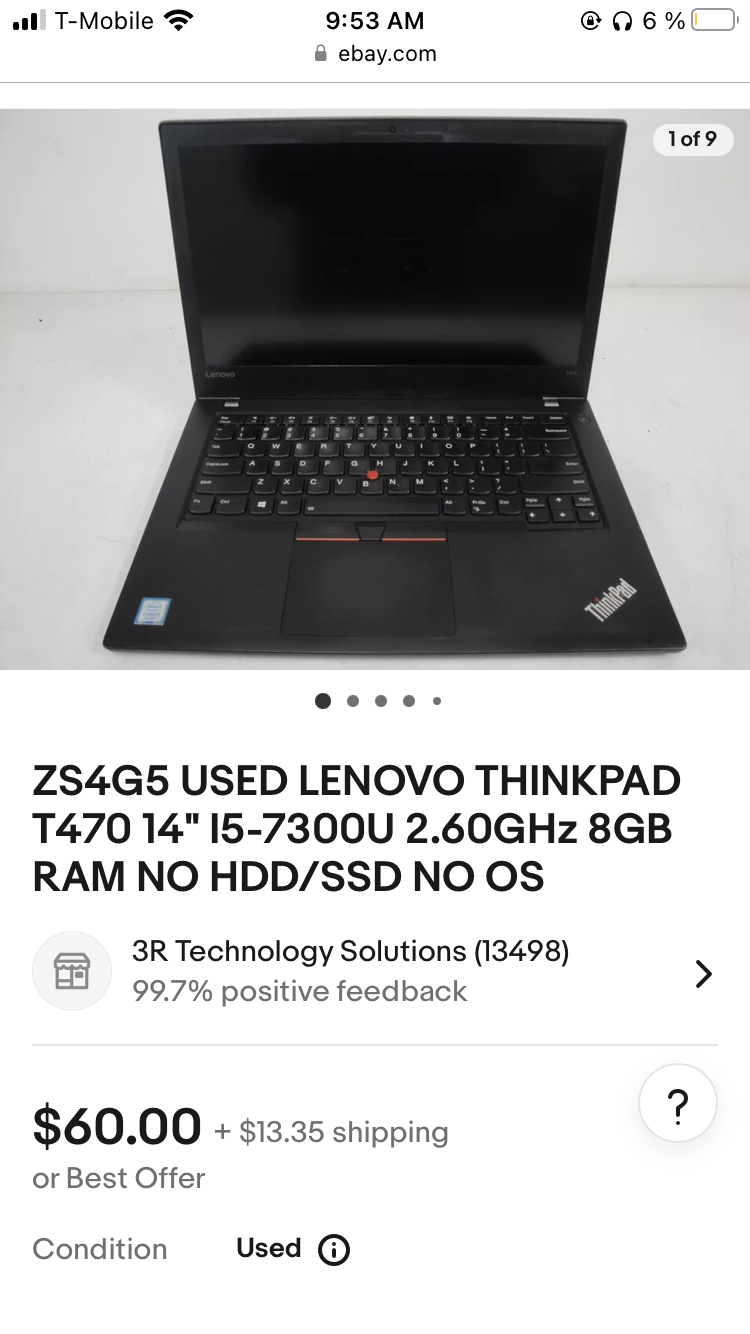 T-Mobile 9:53 AM 6 %
ebay.com
1 of 9
Lenovo
ThinkPad
ZS4G5 USED LENOVO THINKPAD
T470 14" I5-7300U 2.60GHz 8GB
RAM NO HDD/SSD NO OS
3R Technology Solutions (13498)
99.7% positive feedback
$60.00 + $13.35 shipping
?
or Best Offer
Condition Used